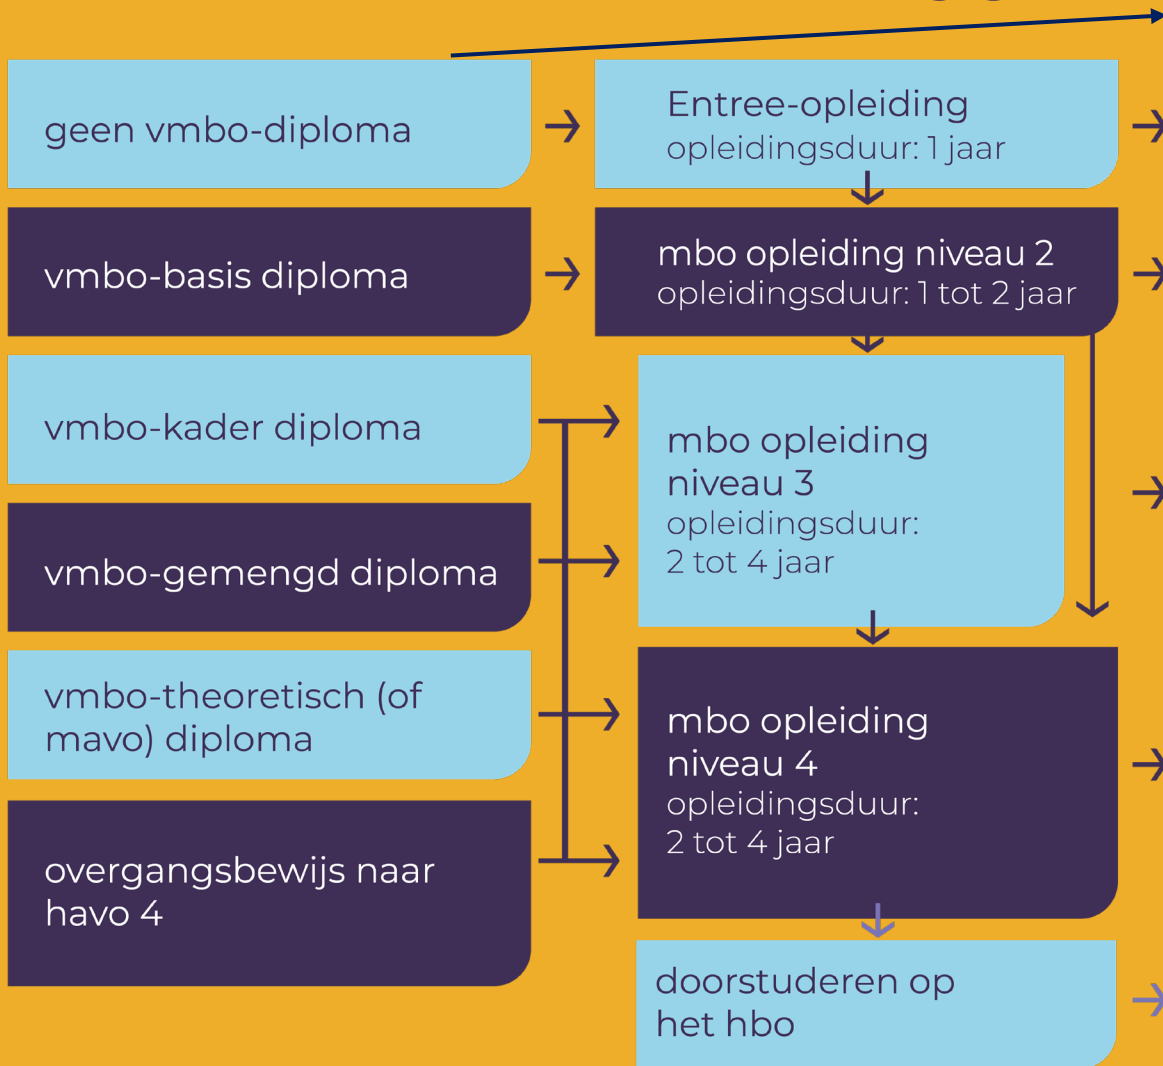 geen vmbo-diploma
Entree-opleiding
opleidingsduur: 1 jaar
vmbo-basis diploma
mbo opleiding niveau 2
opleidingsduur: 1 tot 2 jaar
vmbo-kader diploma
mbo opleiding
niveau 3
opleidingsduur:
2 tot 4 jaar
vmbo-gemengd diploma
vmbo-theoretisch (of
mavo) diploma
mbo opleiding
niveau 4
opleidingsduur:
2 tot 4 jaar
overgangsbewijs naar
havo 4
doorstuderen op
het hbo